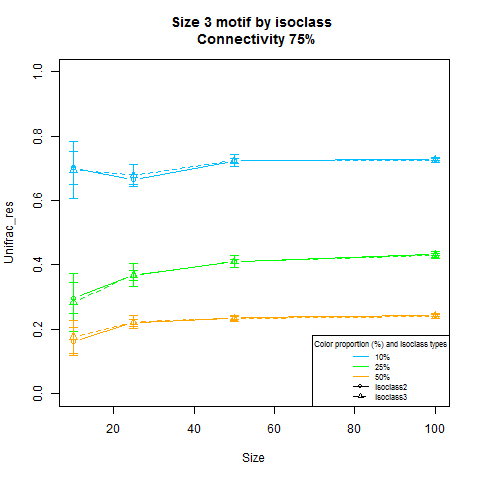 Size 3 motif by isoclass
Connectivity 75%
Unifrac_res
1.0
0.8
0.6
0.4
0.2
0.0
20
40
60
80
100
Size
Color proportion (%) and isoclass types
10%
25%
50%
Isoclass2
Isoclass3